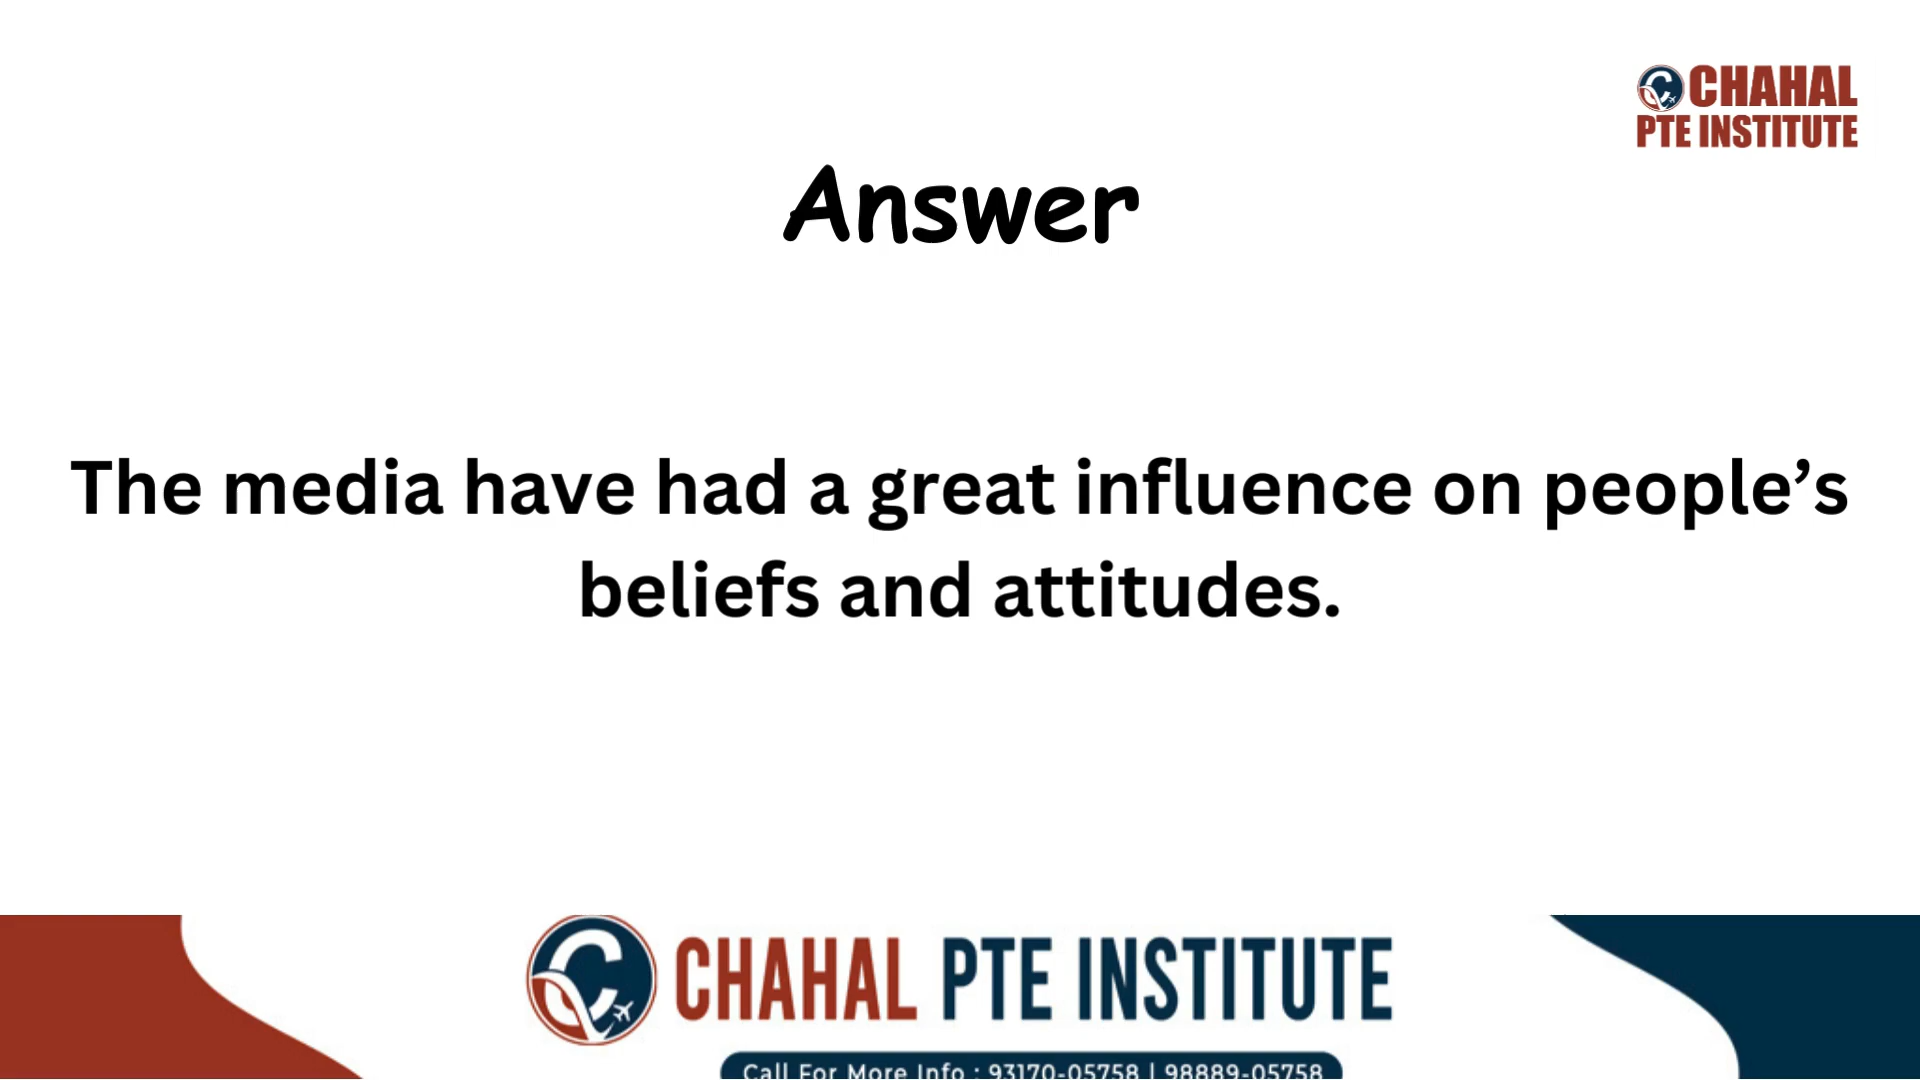 CHAHAL
PTE INSTITUTE
Answer
The media have had a great influence on people’s
beliefs and attitudes.
CHAHAL PTE INSTITUTE
Call For More Info : 93170-05758 | 98889-05758